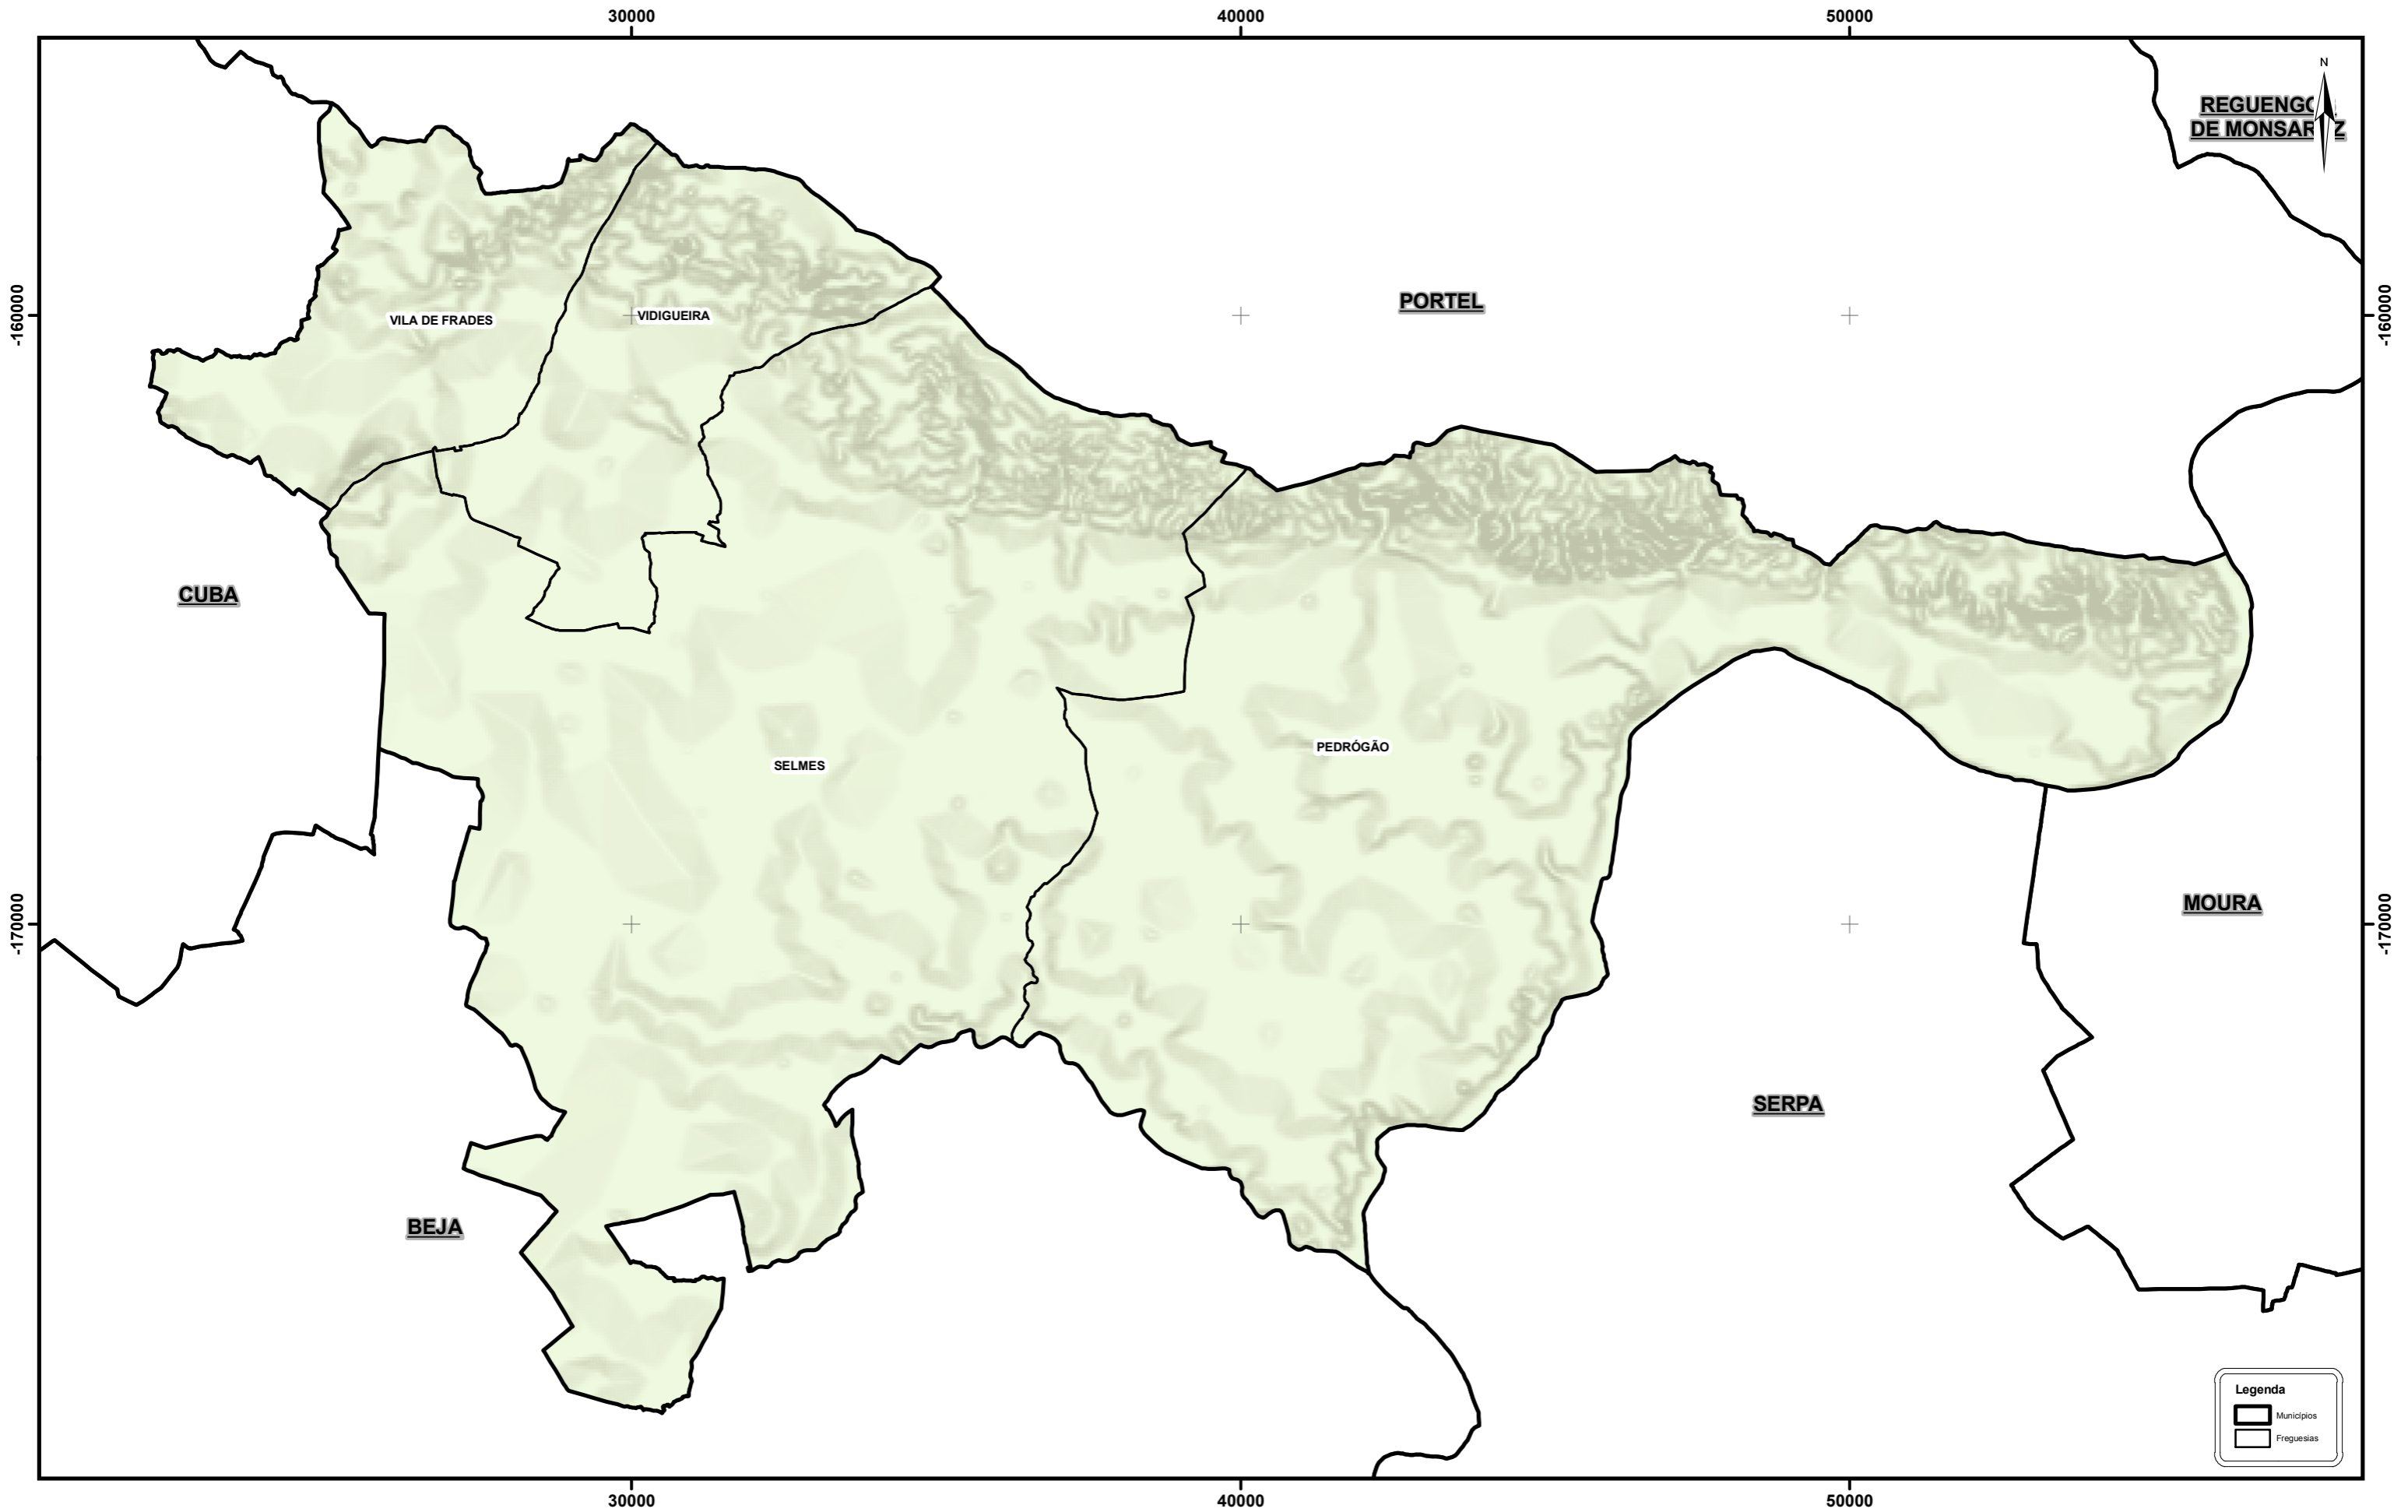 30000
40000
50000
N
REGUENGO
DE MONSAR Z
-160000
PORTEL
-160000
VILA DE FRADES
VIDIGUEIRA
CUBA
PEDRÓGÃO
SELMES
-170000
MOURA
-170000
SERPA
BEJA
Legenda
Municípios
Freguesias
30000
40000
50000